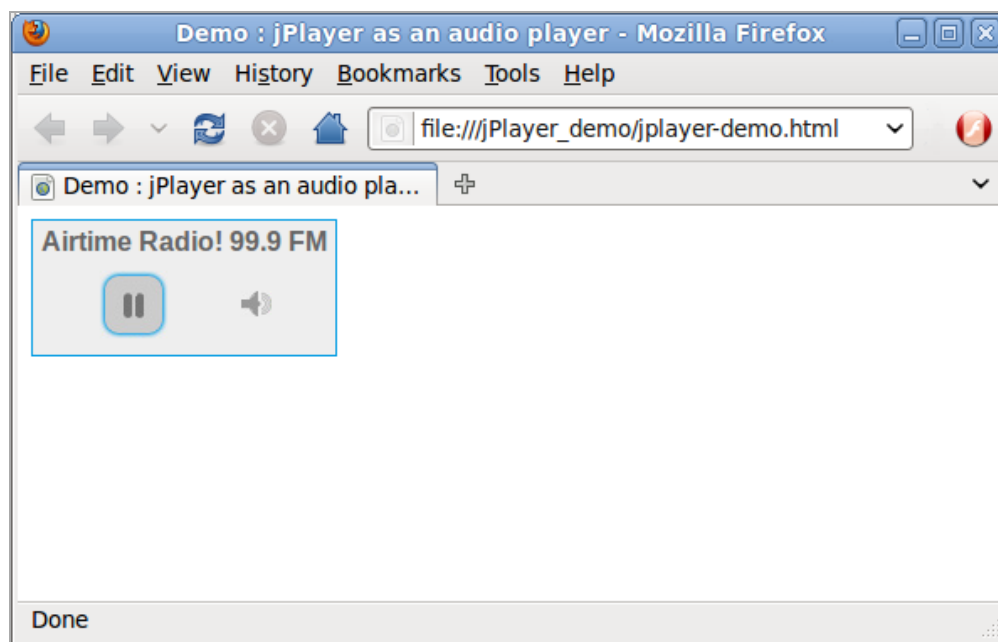 Demo : jPlayer as an audio player - Mozilla Firefox
File Edit View History Bookmarks Tools Help
file:///jPlayer_demo/jplayer-demo.html
Demo : jPlayer as an audio pla...
Airtime Radio! 99.9 FM
Done